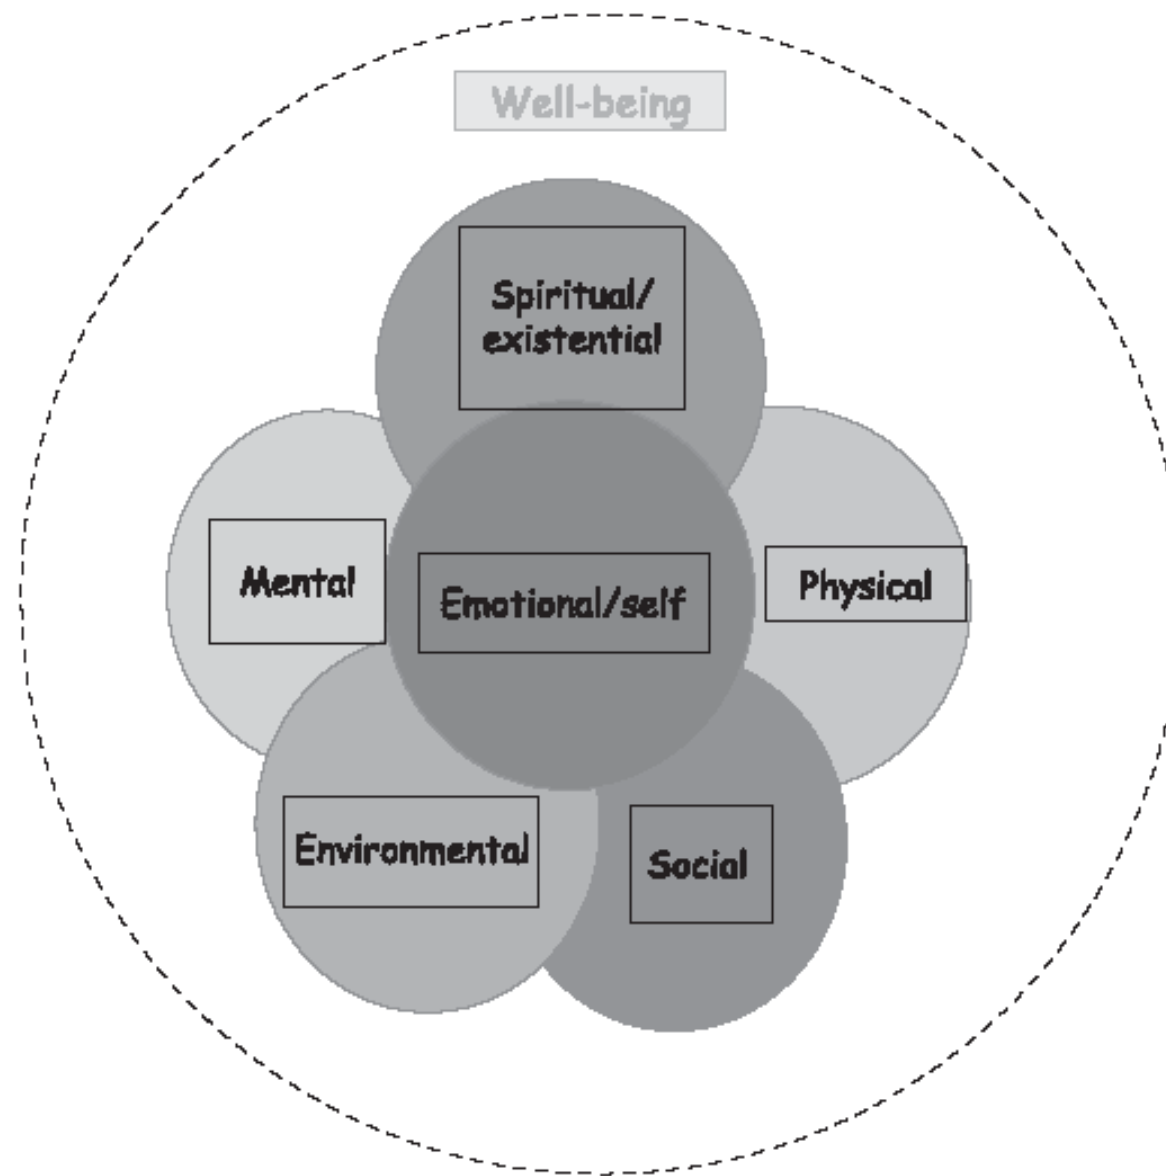 Well-being
Spiritual/
existential
Mental
Emotional/self
Physical
Environmental
Social